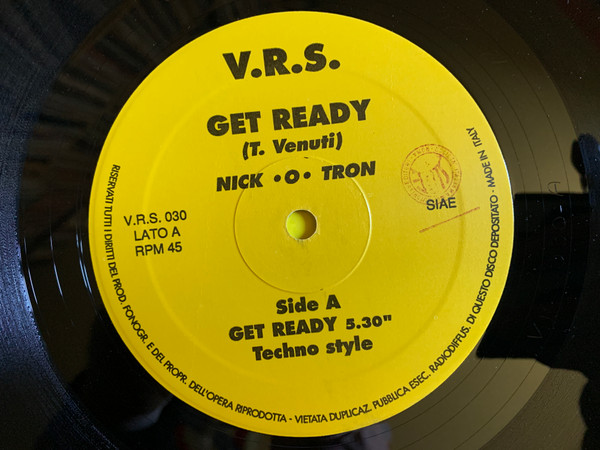 V.R.S.
GET READY
(T. Venuti)
NICK •O• TRON
V.R.S. 030
LATO A
RPM 45
SIAE
Side A
GET READY 5.30"
Techno style
RISERVATI TUTTI I DIRITI DEL PROD. FONOGR. E DEL PROPR. DELL'OPERA RIPRODOTTA - VIETATA DUPLICAZ. PUBBLICA ESEC. RADIODIFFUS. DI QUESTO DISCO DEPOSITATO - MADE IN ITALY